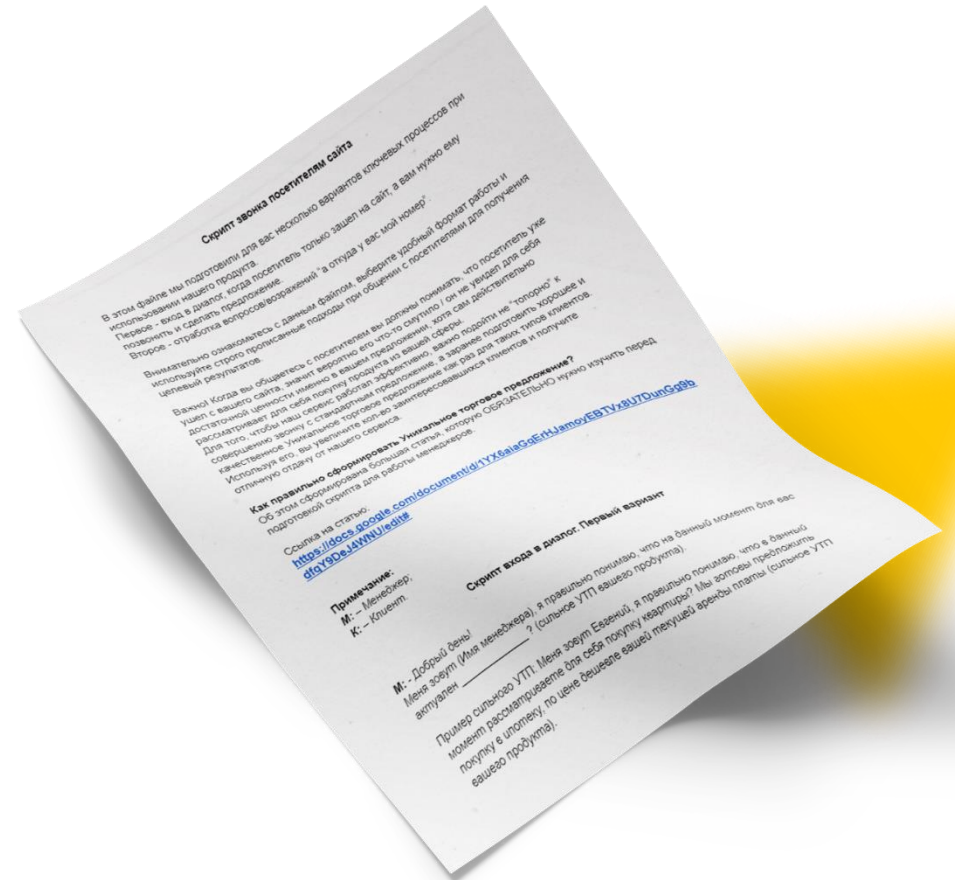 Скрипт звонка посетителям сайта
В этом файле мы подготовили для вас несколько вариантов ключевых процессов при
использовании нашего продукта.
Первое - вход в диалог, когда посетитель только зашел на сайт, а вам нужно ему
позвонить и сделать предложение.
Второе - отработка вопросов/возражений "а откуда у вас мой номер".
Внимательно ознакомьтесь с данным файлом, выберите удобный формат работы и
используйте строго прописанные подходы при общении с посетителями для получения
целевых результатов.
Важно! Когда вы общаетесь с посетителем вы должны понимать, что посетитель уже
ушел с вашего сайта, значит вероятно его что-то смутило / он не увидел для себя
достаточной ценности именно в вашем предложении, хотя сам действительно
рассматривает для себя покупку продукта из вашей сферы.
Для того, чтобы наш сервис работал эффективно, важно подойти не "топорно" к
совершению звонку с стандартным предложение, а заранее подготовить хорошее и
качественное Уникальное торговое предложение как раз для таких типов клиентов.
Используя его, вы увеличите кол-во заинтересовавшихся клиентов и получите
отличную отдачу от нашего сервиса.
Как правильно сформировать Уникальное торговое предложение?
Об этом сформирована большая статья, которую ОБЯЗАТЕЛЬНО нужно изучить перед
подготовкой скрипта для работы менеджеров.
Ссылка на статью:
https://docs.google.com/document/d/1YX6aiaGqErHJamoyEBTVx8U7DunGg9b
dfqY9DeJ4WNU/edit#
Примечание:
М: – Менеджер;
К: – Клиент.
Скрипт входа в диалог. Первый вариант
М: - Добрый день!
Меня зовут (Имя менеджера), я правильно понимаю, что на данный момент для вас
актуален ____________ ? (сильное УТП вашего продукта).
Пример сильного УТП: Меня зовут Евгений, я правильно понимаю, что в данный
момент рассматриваете для себя покупку квартиры? Мы готовы предложить
покупку в ипотеку, по цене дешевле вашей текущей аренды платы (сильное УТП
вашего продукта).